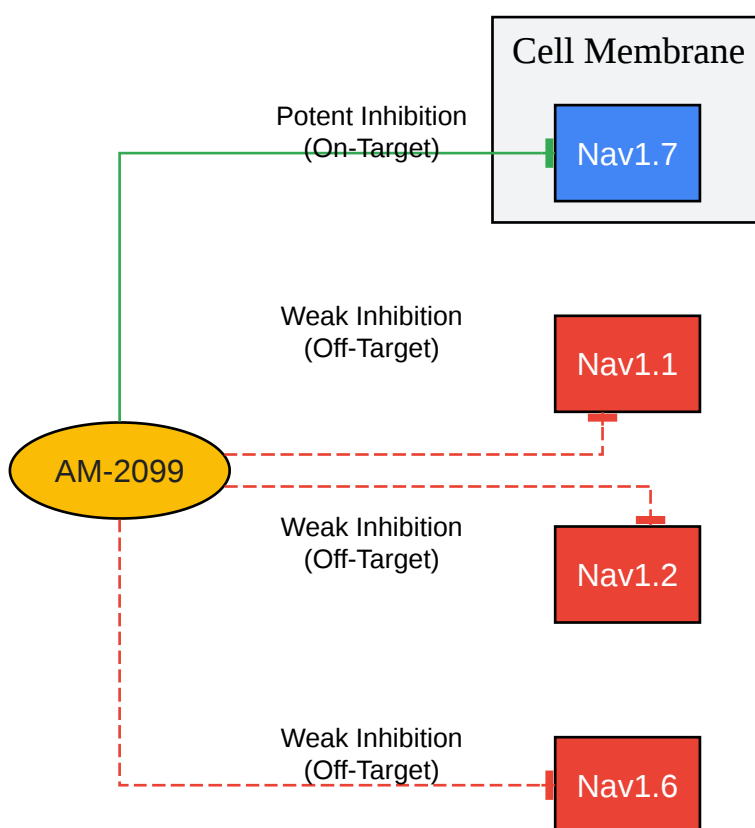 Cell Membrane
Potent Inhibition
(On-Target)
Nav1.7
Weak Inhibition
(Off-Target)
Nav1.1
AM-2099
Weak Inhibition
(Off-Target)
Nav1.2
Weak Inhibition
(Off-Target)
Nav1.6